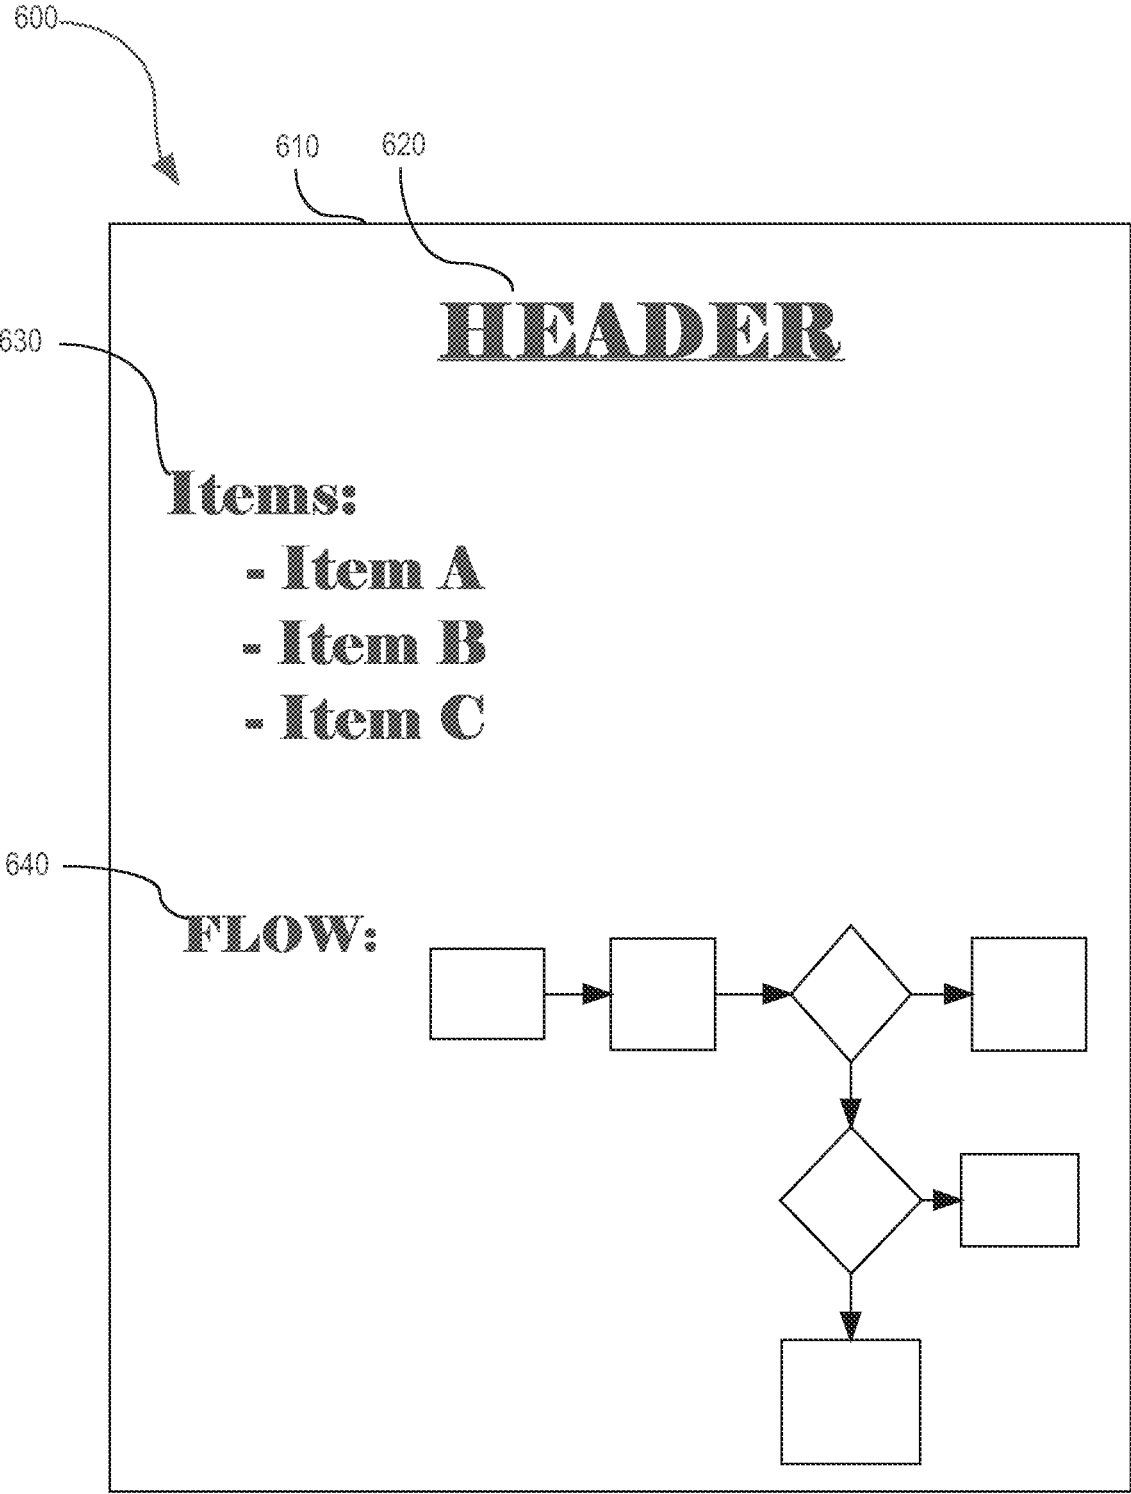 600
610
620
HEADER
630
Items:
- Item A
- Item B
- Item C
640
FLOW: